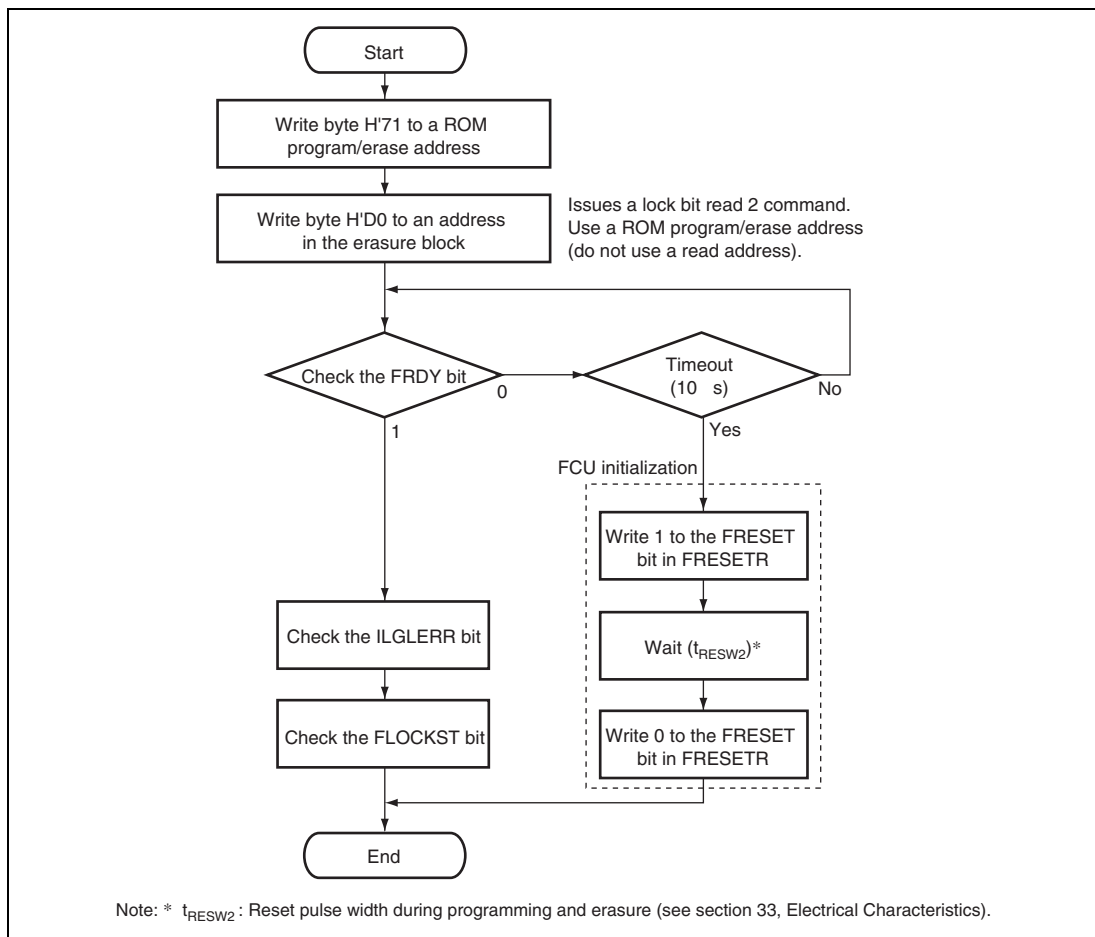 Start
Write byte H'71 to a ROM
program/erase address
Write byte H'D0 to an address
in the erasure block
Issues a lock bit read 2 command.
Use a ROM program/erase address
(do not use a read address).
Check the FRDY bit
0
1
Timeout
(10 s)
No
Yes
FCU initialization
Write 1 to the FRESET
bit in FRESETR
Wait (tRESW2)*
Write 0 to the FRESET
bit in FRESETR
Check the ILGLERR bit
Check the FLOCKST bit
End
Note: * tRESW2 : Reset pulse width during programming and erasure (see section 33, Electrical Characteristics).